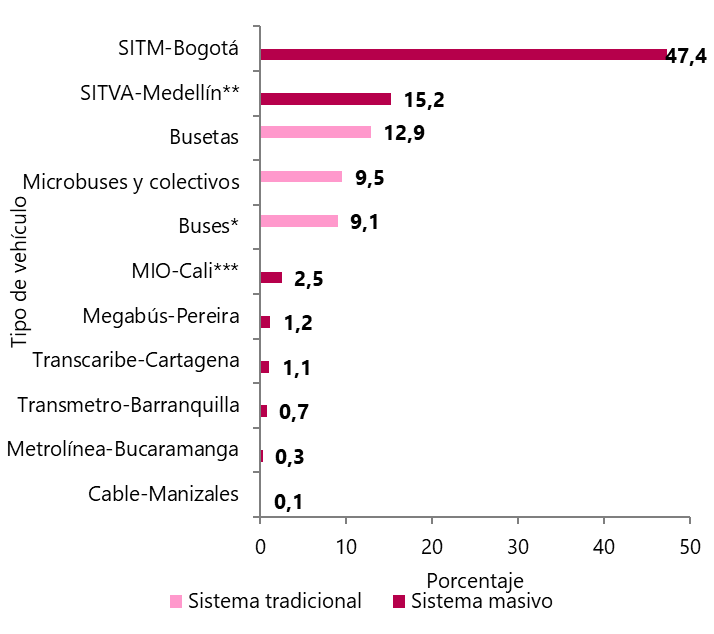 SITM-Bogotá
47,4
SITVA-Medellín**
15,2
Busetas
12,9
Microbuses y colectivos
9,5
Buses*
9,1
MIO-Cali***
2,5
Megabús-Pereira
1,2
Transcaribe-Cartagena
1,1
Transmetro-Barranquilla
0,7
Metrolínea-Bucaramanga
0,3
Cable-Manizales
0,1
Tipo de vehículo
0 10 20 30 40 50
Porcentaje
Sistema tradicional Sistema masivo